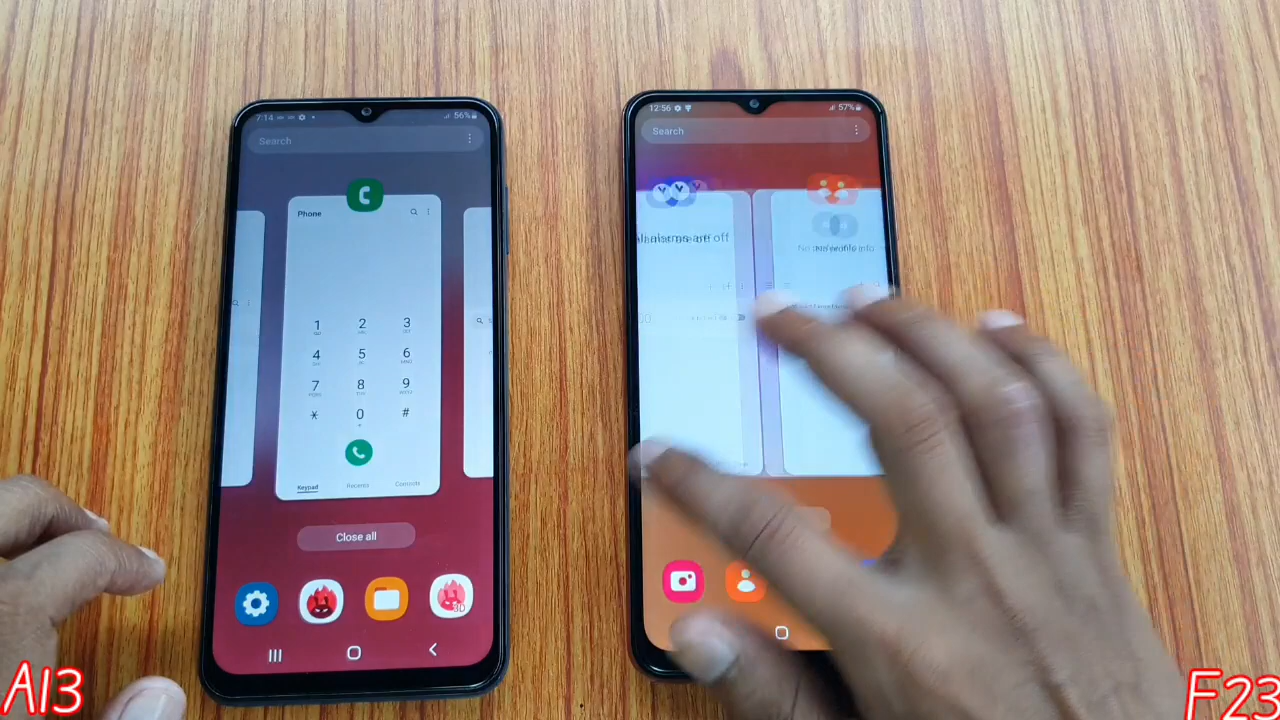 7:14
56%
Search
Phone
1
2
3
4
5
6
7
8
9
*
0
#
Keypad
Recents
Contacts
Close all
3D
12:56
57%
Search
A13
F23